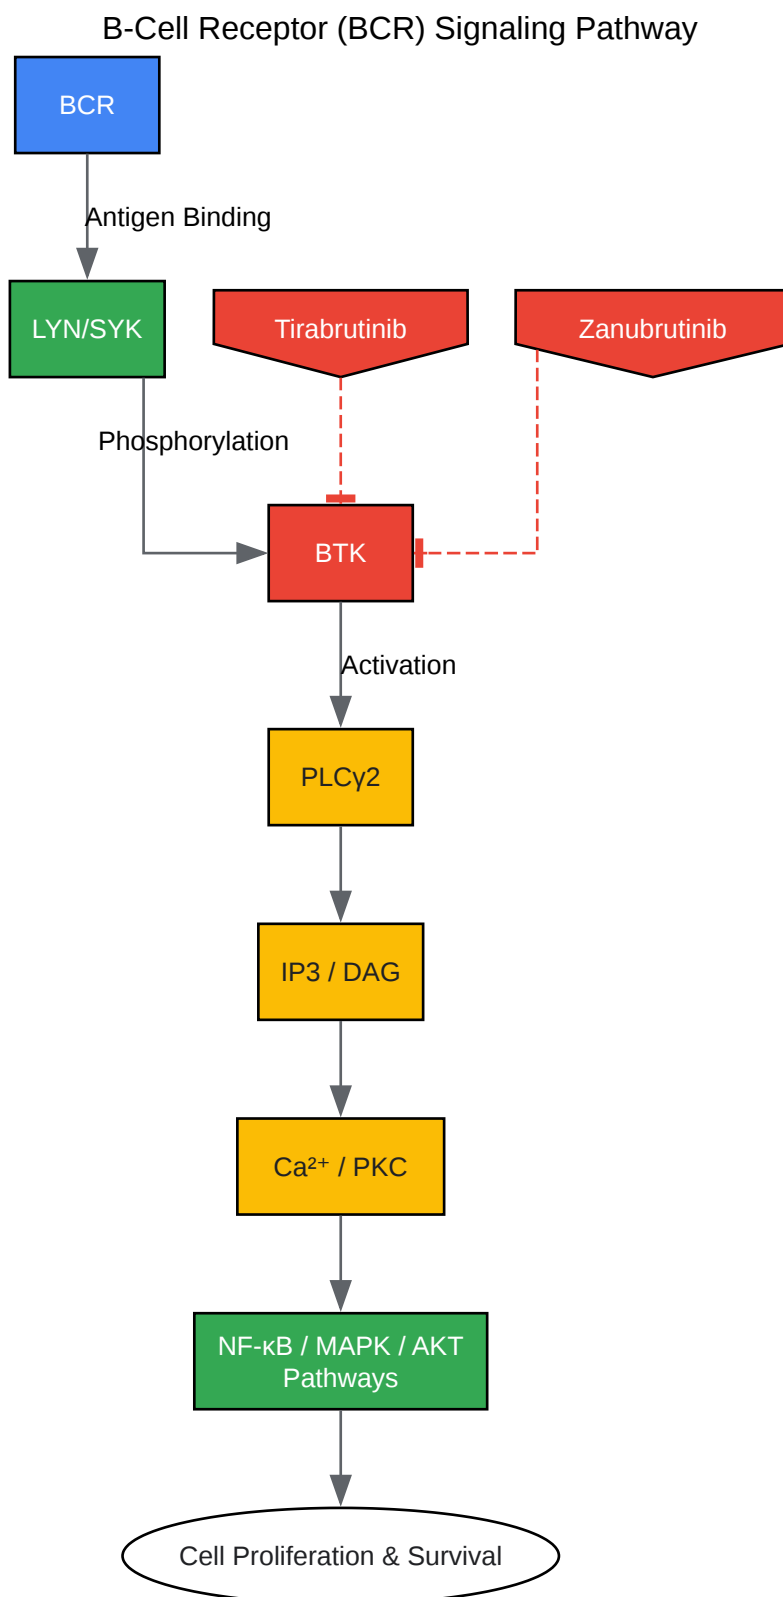 B-Cell Receptor (BCR) Signaling Pathway
BCR
Antigen Binding
LYN/SYK
Tirabrutinib
Zanubrutinib
Phosphorylation
BTK
Activation
PLCγ2
IP3 / DAG
Ca²⁺ / PKC
NF-κB / MAPK / AKT
Pathways
Cell Proliferation & Survival